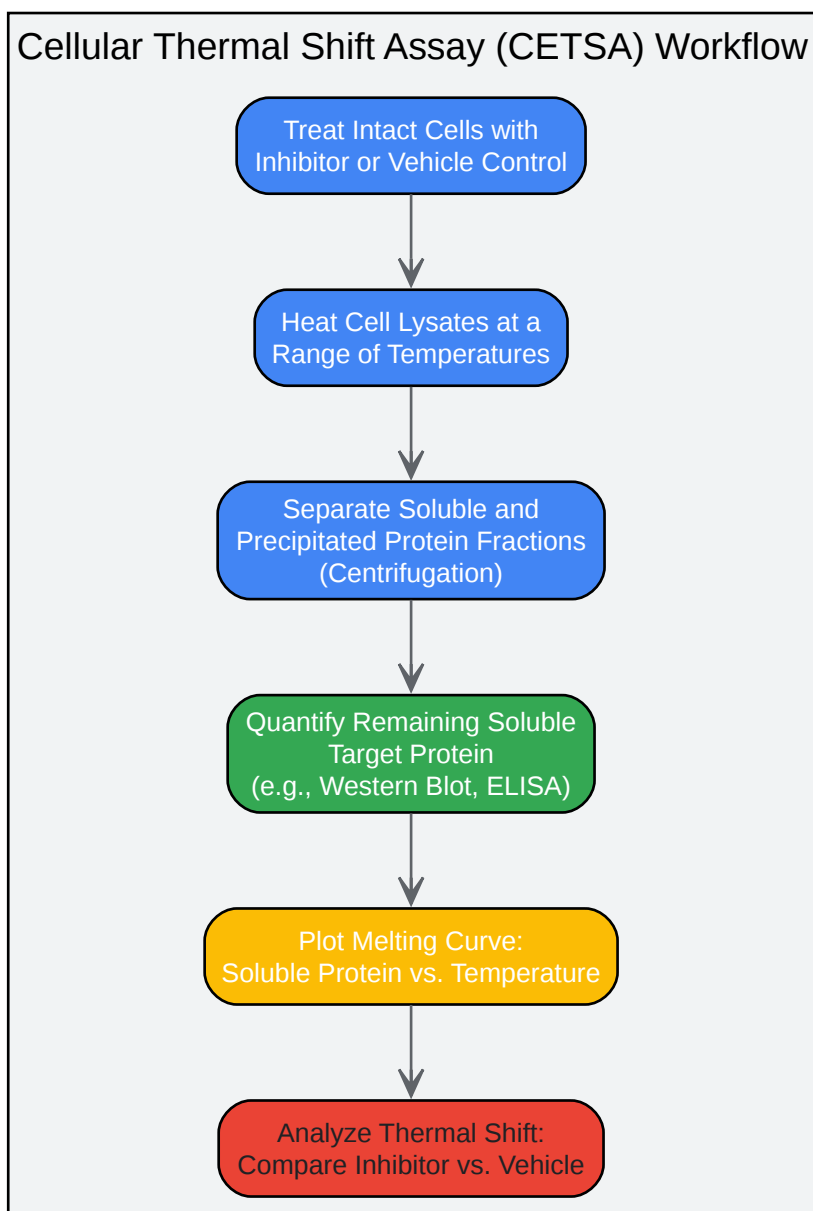 Cellular Thermal Shift Assay (CETSA) Workflow
Treat Intact Cells with
Inhibitor or Vehicle Control
Heat Cell Lysates at a
Range of Temperatures
Separate Soluble and
Precipitated Protein Fractions
(Centrifugation)
Quantify Remaining Soluble
Target Protein
(e.g., Western Blot, ELISA)
Plot Melting Curve:
Soluble Protein vs. Temperature
Analyze Thermal Shift:
Compare Inhibitor vs. Vehicle